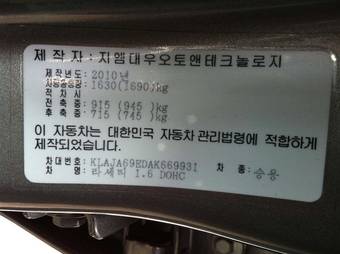 제 작 자 : 지엠대우오토앤테크놀로지
제작년도 : 2010년
차량총중량 : 1630(1690)kg
적 차 시
전 축 중 : 915 (945 )kg
후 축 중 : 715 (745 )kg
이 자동차는 대한민국 자동차 관리법령에 적합하게
제작되었습니다.
차대번호 : KLAJA69EDAK669931
차 명 : 라세티 1.6 DOHC 차 종 : 승용